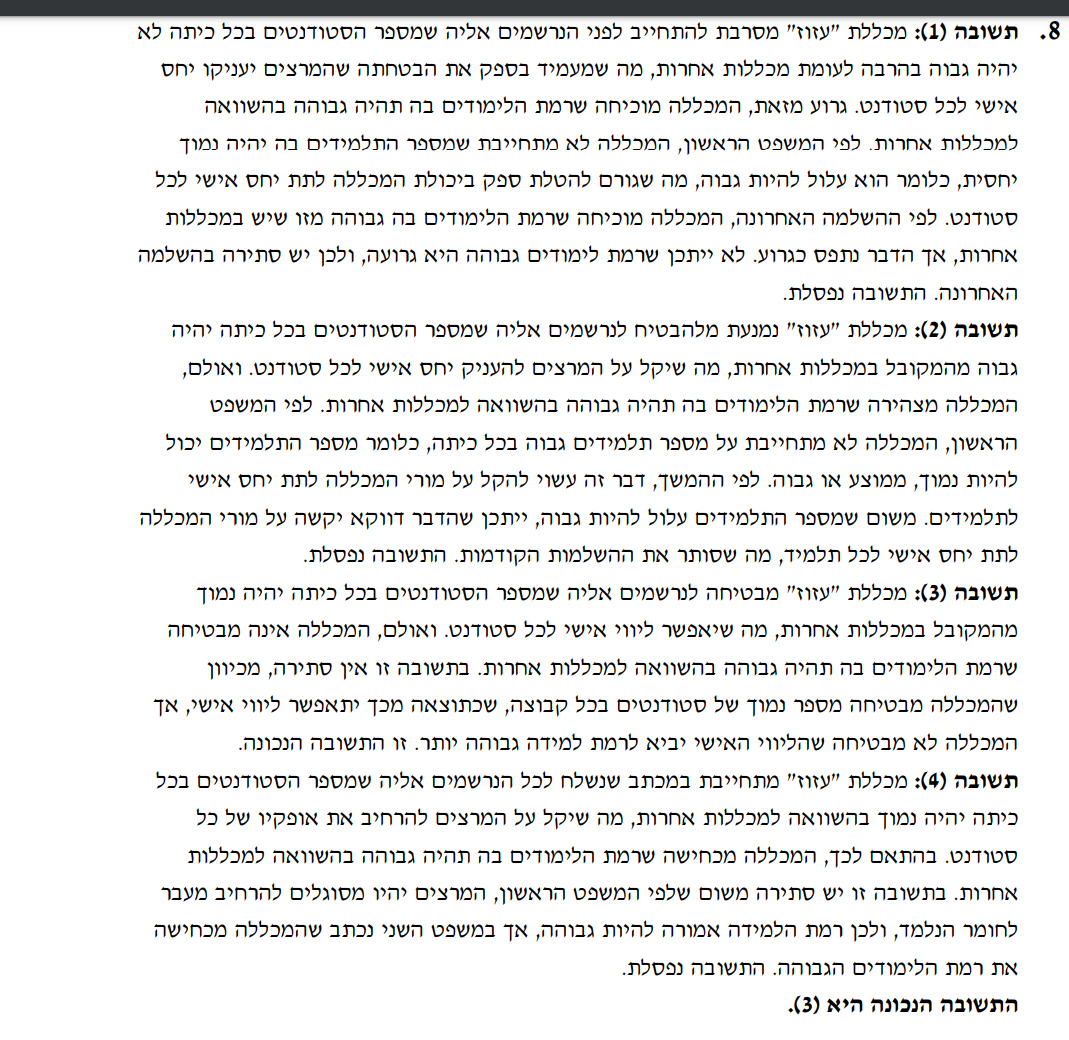 8. תשובה (1): מכללת "עזוז" מסרבת להתחייב לפני הנרשמים אליה שמספר הסטודנטים בכל כיתה לא
יהיה גבוה בהרבה לעומת מכללות אחרות, מה שמעמיד בספק את הבטחתה שהמרצים יעניקו יחס
אישי לכל סטודנט. גרוע מזאת, המכללה מוכיחה שרמת הלימודים בה תהיה גבוהה בהשוואה
למכללות אחרות. לפי המשפט הראשון, המכללה לא מתחייבת שמספר התלמידים בה יהיה נמוך
יחסית, כלומר הוא עלול להיות גבוה, מה שגורם להטלת ספק ביכולת המכללה לתת יחס אישי לכל
סטודנט. לפי ההשלמה האחרונה, המכללה מוכיחה שרמת הלימודים בה גבוהה מזו שיש במכללות
אחרות, אך הדבר נתפס כגרוע. לא ייתכן שרמת לימודים גבוהה היא גרועה, ולכן יש סתירה בהשלמה
האחרונה. התשובה נפסלת.
תשובה (2): מכללת "עזוז" נמנעת מלהבטיח לנרשמים אליה שמספר הסטודנטים בכל כיתה יהיה
גבוה מהמקובל במכללות אחרות, מה שיקל על המרצים להעניק יחס אישי לכל סטודנט. ואולם,
המכללה מצהירה שרמת הלימודים בה תהיה גבוהה בהשוואה למכללות אחרות. לפי המשפט
הראשון, המכללה לא מתחייבת על מספר תלמידים גבוה בכל כיתה, כלומר מספר התלמידים יכול
להיות נמוך, ממוצע או גבוה. לפי ההמשך, דבר זה עשוי להקל על מורי המכללה לתת יחס אישי
לתלמידים. משום שמספר התלמידים עלול להיות גבוה, ייתכן שהדבר דווקא יקשה על מורי המכללה
לתת יחס אישי לכל תלמיד, מה שסותר את ההשלמות הקודמות. התשובה נפסלת.
תשובה (3): מכללת "עזוז" מבטיחה לנרשמים אליה שמספר הסטודנטים בכל כיתה יהיה נמוך
מהמקובל במכללות אחרות, מה שיאפשר ליווי אישי לכל סטודנט. ואולם, המכללה אינה מבטיחה
שרמת הלימודים בה תהיה גבוהה בהשוואה למכללות אחרות. בתשובה זו אין סתירה, מכיוון
שהמכללה מבטיחה מספר נמוך של סטודנטים בכל קבוצה, שכתוצאה מכך יתאפשר ליווי אישי, אך
המכללה לא מבטיחה שהליווי האישי יביא לרמת למידה גבוהה יותר. זו התשובה הנכונה.
תשובה (4): מכללת "עזוז" מתחייבת במכתב שנשלח לכל הנרשמים אליה שמספר הסטודנטים בכל
כיתה יהיה נמוך בהשוואה למכללות אחרות, מה שיקל על המרצים להרחיב את אופקיו של כל
סטודנט. בהתאם לכך, המכללה מכחישה שרמת הלימודים בה תהיה גבוהה בהשוואה למכללות
אחרות. בתשובה זו יש סתירה משום שלפי המשפט הראשון, המרצים יהיו מסוגלים להרחיב מעבר
לחומר הנלמד, ולכן רמת הלמידה אמורה להיות גבוהה, אך במשפט השני נכתב שהמכללה מכחישה
את רמת הלימודים הגבוהה. התשובה נפסלת.
התשובה הנכונה היא (3).